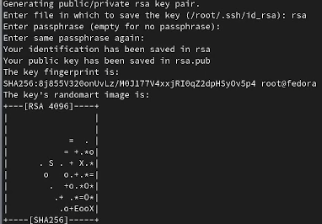 Generating public/private rsa key pair.
Enter file in which to save the key (/root/.ssh/id_rsa): rsa
Enter passphrase (empty for no passphrase):
Enter same passphrase again:
Your identification has been saved in rsa
Your public key has been saved in rsa.pub
The key fingerprint is:
SHA256:8j855V320onUvLz/M0J177V4xxjRI0qZ2dpHSy0v5p4 root@fedora
The key's randomart image is:
+---[RSA 4096]----+
|                 |
|                 |
|          =  .   |
|         = +.*o|
|     . S . + X.*|
|      o   o.+.*=|
|       .  +o.*O*|
|        .+ .*=O*|
|         .o+EooX|
+----[SHA256]-----+